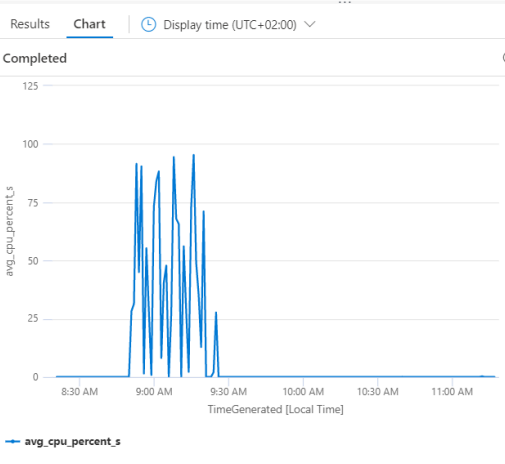 Results Chart Display time (UTC+02:00)
Completed
125
100
75
50
25
0
avg_cpu_percent_s
8:30 AM 9:00 AM 9:30 AM 10:00 AM 10:30 AM 11:00 AM
TimeGenerated [Local Time]
avg_cpu_percent_s